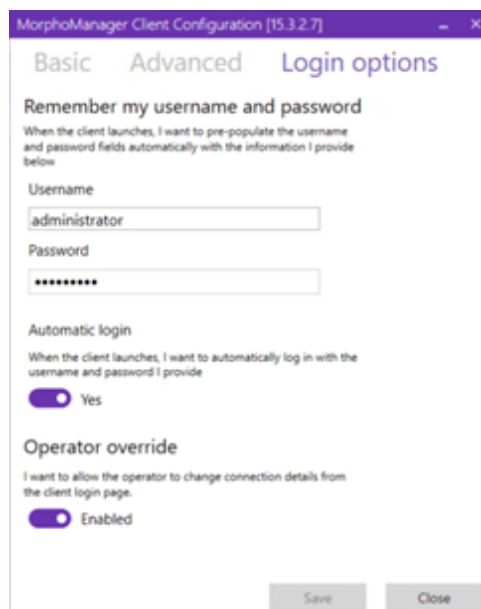 MorphoManager Client Configuration [15.3.2.7]
Basic Advanced Login options
Remember my username and password
When the client launches, I want to pre-populate the username
and password fields automatically with the information I provide
below
Username
administrator
Password
•••••••••
Automatic login
When the client launches, I want to automatically log in with the
username and password I provide
Yes
Operator override
I want to allow the operator to change connection details from
the client login page.
Enabled
Save Close